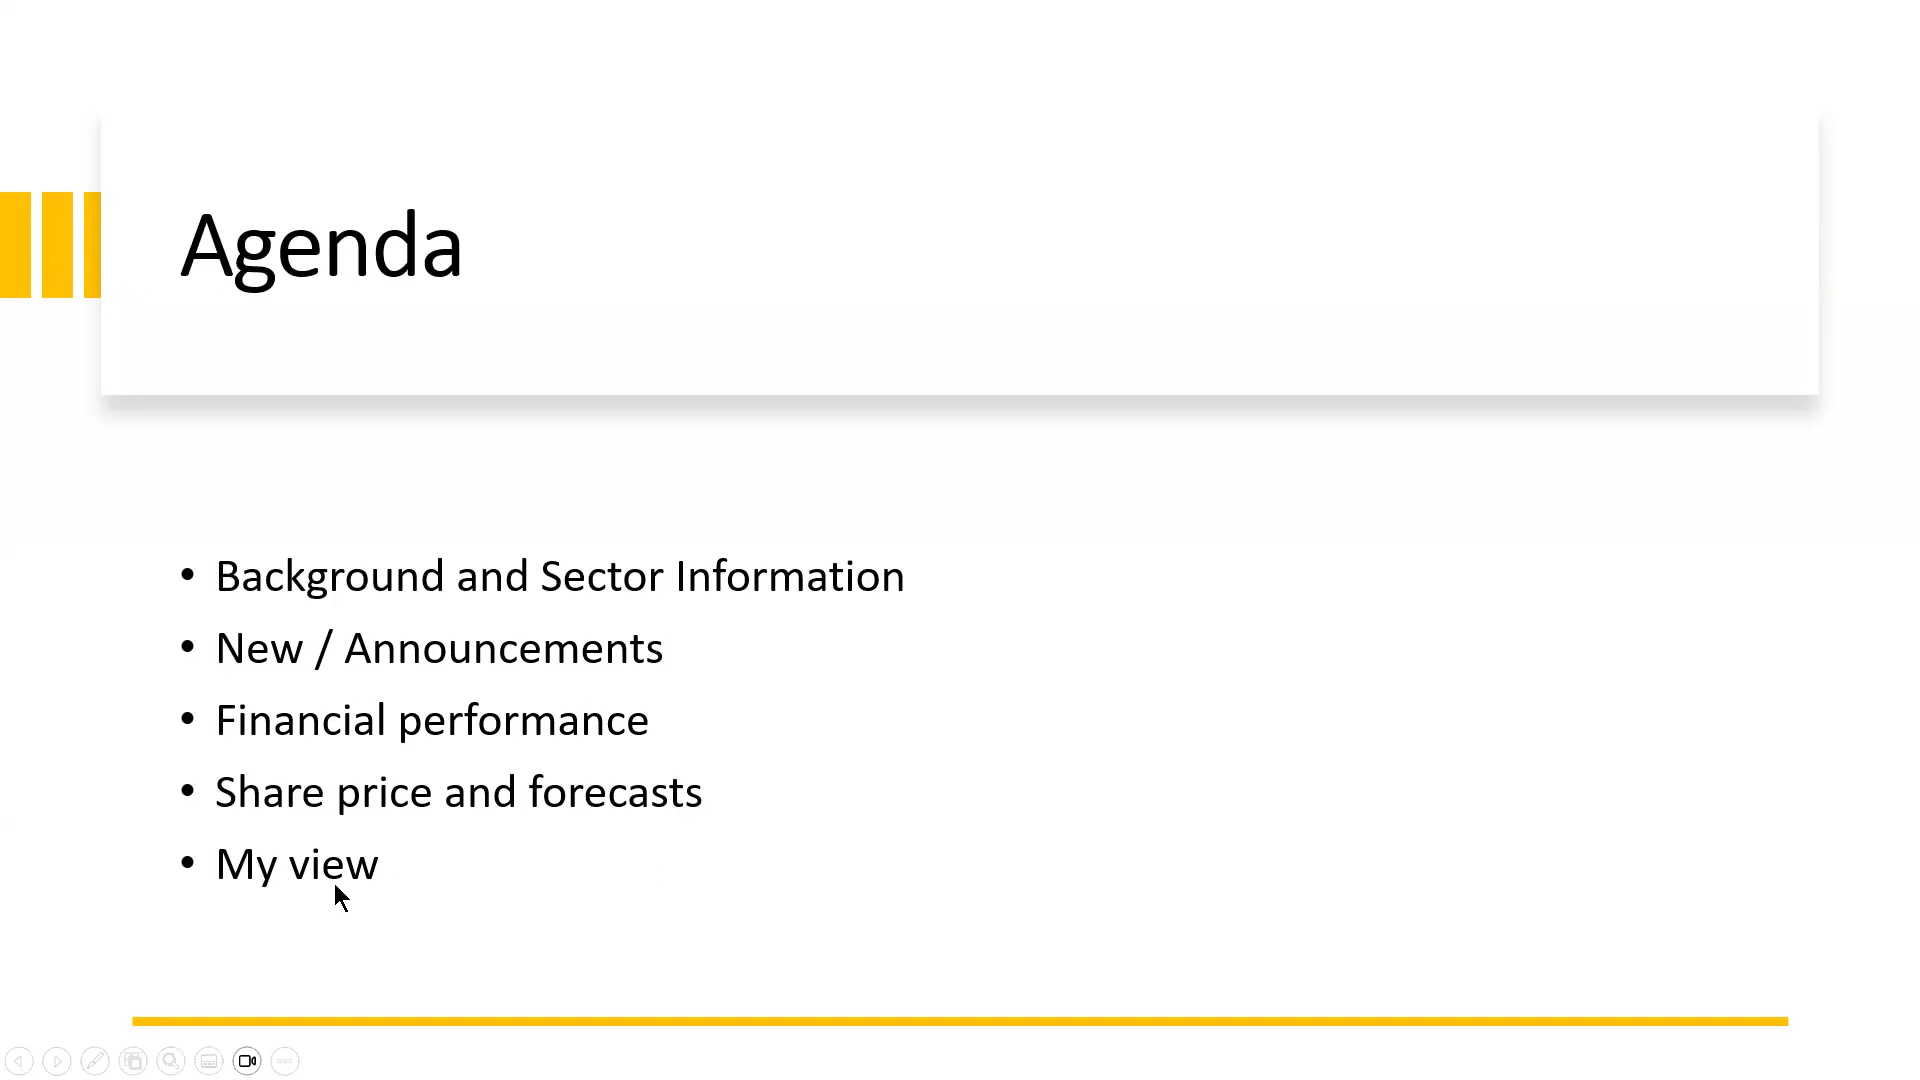 Agenda
• Background and Sector Information
• New / Announcements
• Financial performance
• Share price and forecasts
• My view